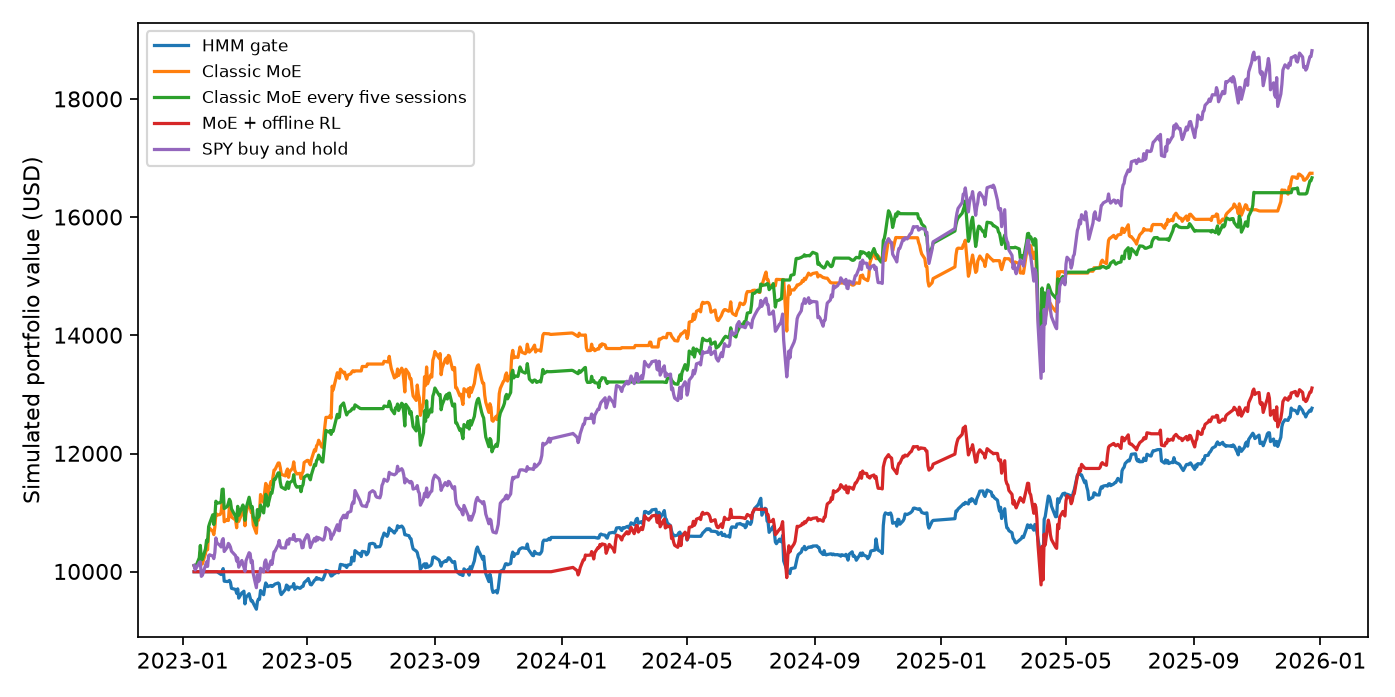 HMM gate
Classic MoE
Classic MoE every five sessions
MoE + offline RL
SPY buy and hold
Simulated portfolio value (USD)
18000
16000
14000
12000
10000
2023-01 2023-05 2023-09 2024-01 2024-05 2024-09 2025-01 2025-05 2025-09 2026-01